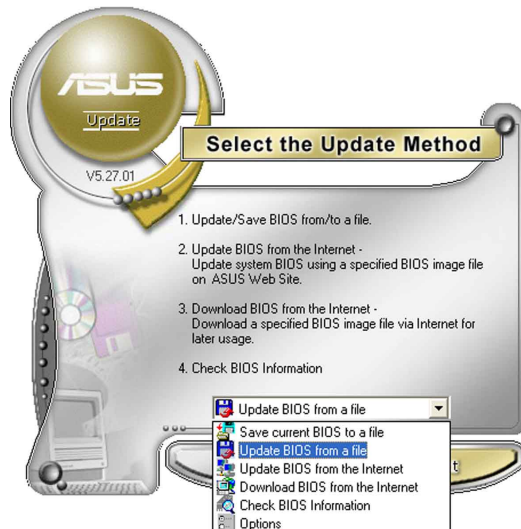 ASUS
Update
V5.27.01
Select the Update Method
1. Update/Save BIOS from/to a file.
2. Update BIOS from the Internet -
Update system BIOS using a specified BIOS image file
on ASUS Web Site.
3. Download BIOS from the Internet -
Download a specified BIOS image file via Internet for
later usage.
4. Check BIOS Information
Update BIOS from a file
Save current BIOS to a file
Update BIOS from a file
Update BIOS from the Internet
Download BIOS from the Internet
Check BIOS Information
Options